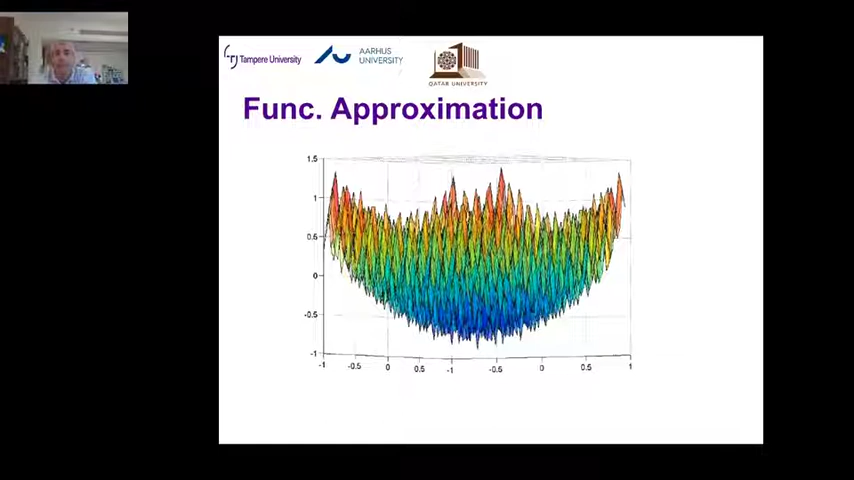 Tampere University
AARHUS
UNIVERSITY
QATAR UNIVERSITY
Func. Approximation
1.5
1
0.5
0
-0.5
-1
-1 -0.5 0 0.5 -1 -0.5 0 0.5 1